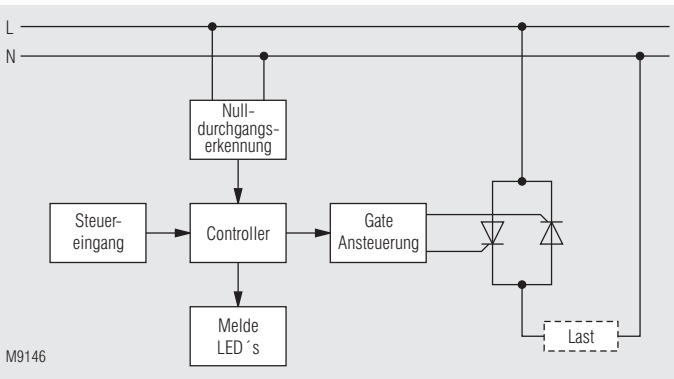 L
N
Null-
durchgangs-
erkennung
Steuer-
eingang
Controller
Gate
Ansteuerung
Melde
LED´s
Last
M9146